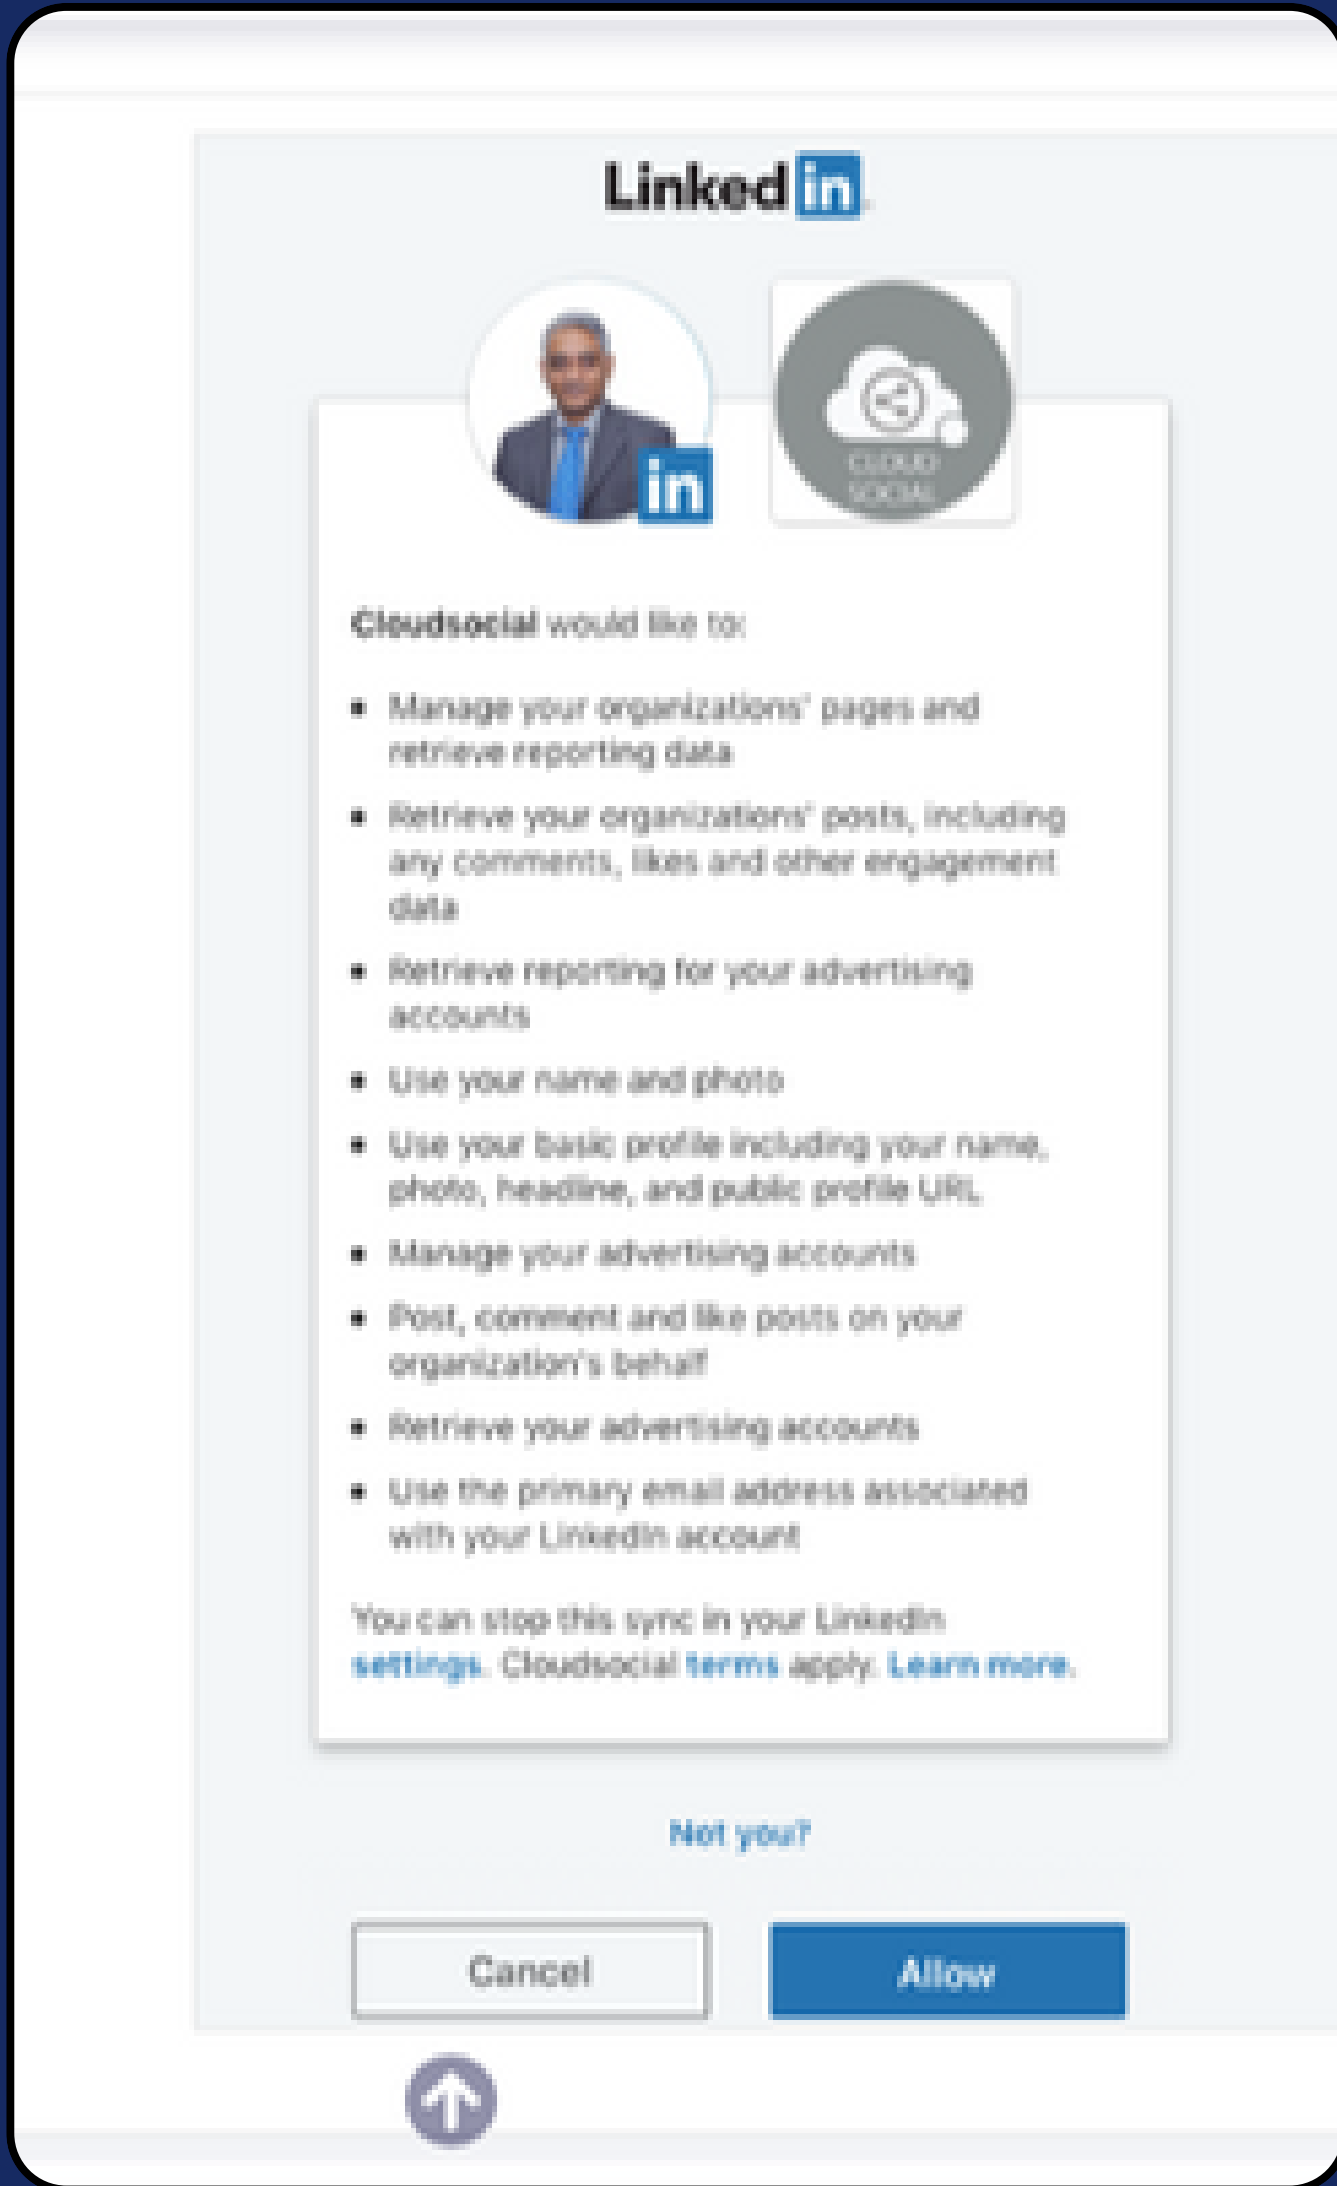 Linked in
in
CLOUD
SOCIAL
Cloudsocial would like to:
• Manage your organizations' pages and
retrieve reporting data
• Retrieve your organizations' posts, including
any comments, likes and other engagement
data
• Retrieve reporting for your advertising
accounts
• Use your name and photo
• Use your basic profile including your name,
photo, headline, and public profile URL
• Manage your advertising accounts
• Post, comment and like posts on your
organization's behalf
• Retrieve your advertising accounts
• Use the primary email address associated
with your LinkedIn account
You can stop this sync in your LinkedIn
settings. Cloudsocial terms apply. Learn more.
Not you?
Cancel
Allow